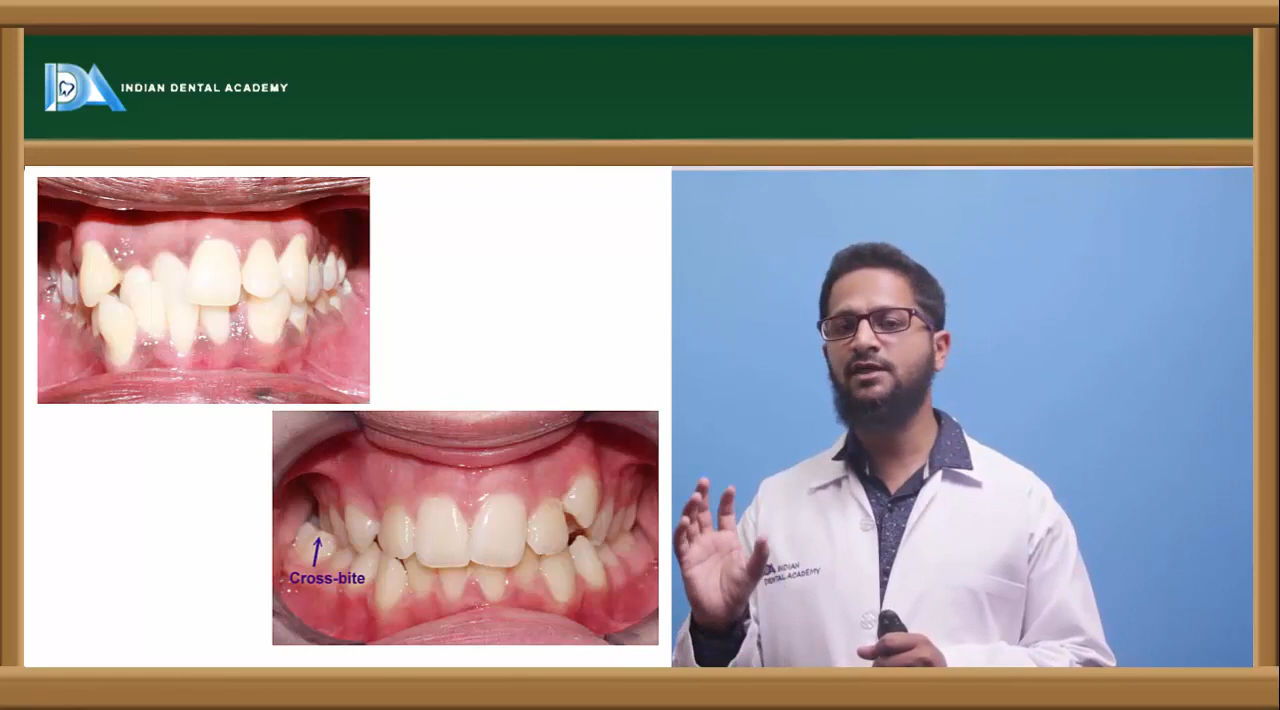 INDIAN DENTAL ACADEMY
Cross-bite
INDIAN
DENTAL ACADEMY